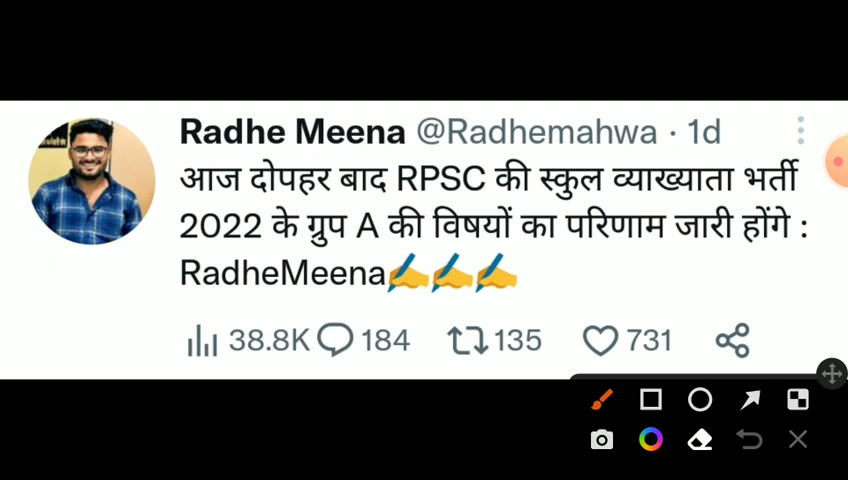 Radhe Meena @Radhemahwa · 1d
आज दोपहर बाद RPSC की स्कुल व्याख्याता भर्ती
2022 के ग्रुप A की विषयों का परिणाम जारी होंगे :
RadheMeena✍️✍️✍️
38.8K 184 135 731